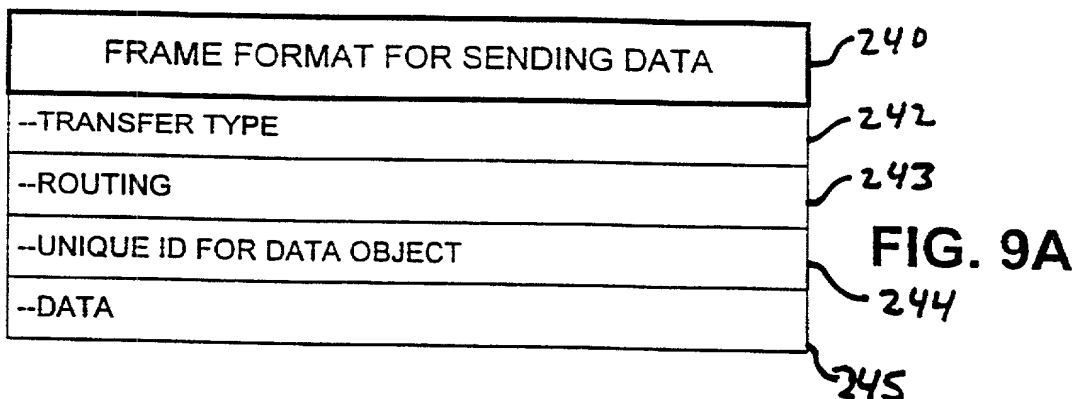 FRAME FORMAT FOR SENDING DATA 240
--TRANSFER TYPE 242
--ROUTING 243
--UNIQUE ID FOR DATA OBJECT 244
--DATA 245
FIG. 9A